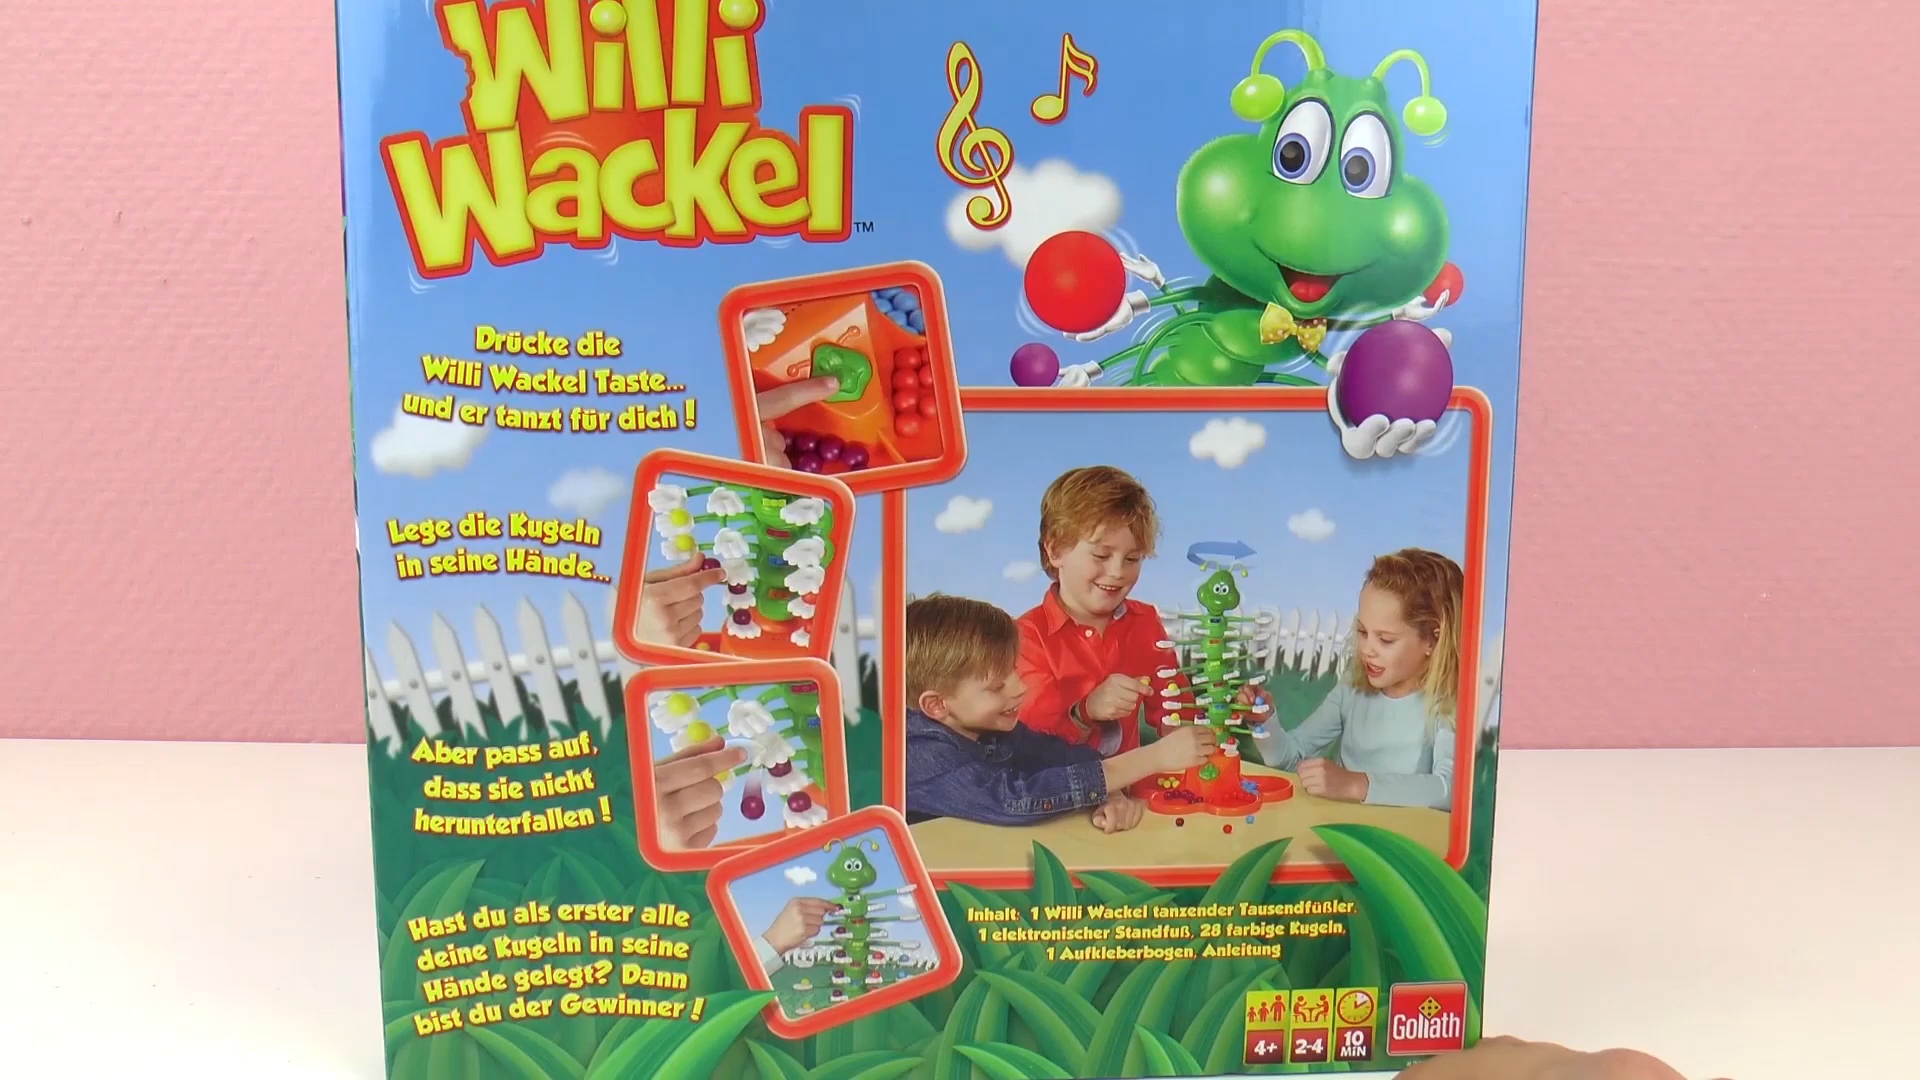 Willi
Wackel™
Drücke die
Willi Wackel Taste...
und er tanzt für dich!
Lege die Kugeln
in seine Hände...
Aber pass auf,
dass sie nicht
herunterfallen!
Hast du als erster alle
deine Kugeln in seine
Hände gelegt? Dann
bist du der Gewinner!
Inhalt: 1 Willi Wackel tanzender Tausendfüßler,
1 elektronischer Standfuß, 28 farbige Kugeln,
1 Aufkleberbogen, Anleitung
4+
2-4
10
MIN
Goliath